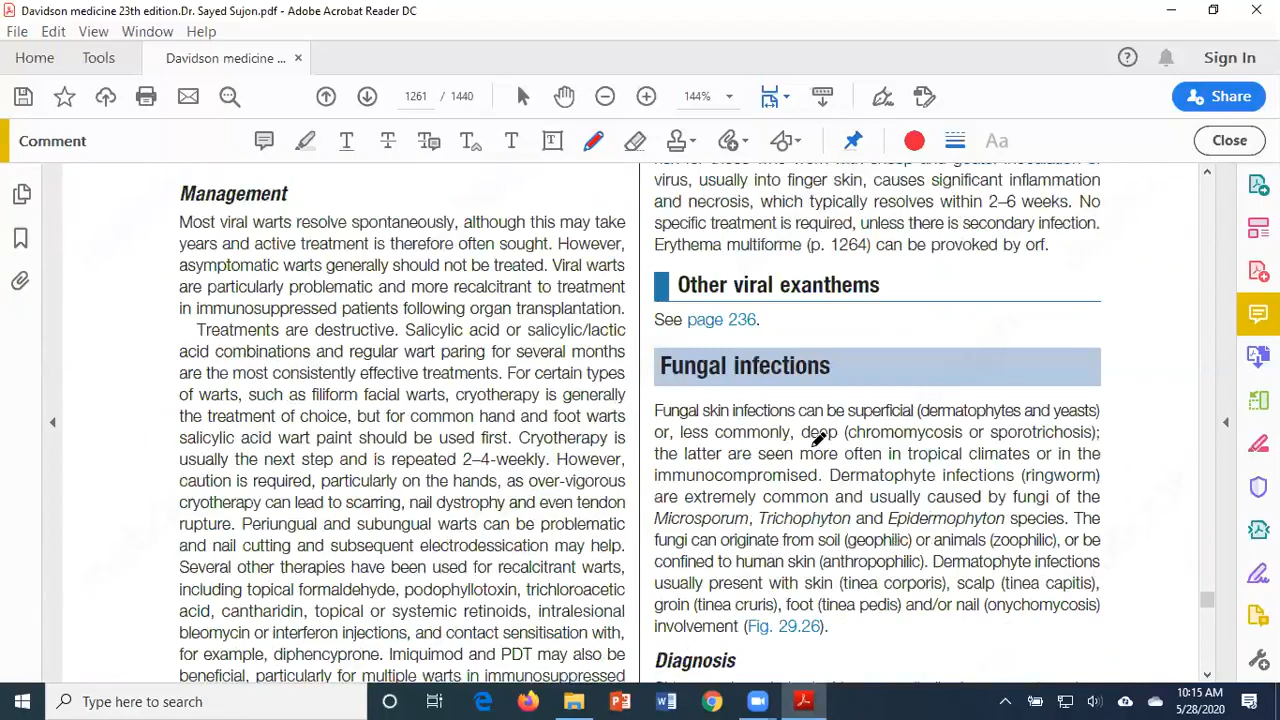 Davidson medicine 23th edition.Dr. Sayed Sujon.pdf - Adobe Acrobat Reader DC
File Edit View Window Help
Home Tools Davidson medicine ... Sign In
1261 / 1440 144% Share
Comment Close
Management
Most viral warts resolve spontaneously, although this may take
years and active treatment is therefore often sought. However,
asymptomatic warts generally should not be treated. Viral warts
are particularly problematic and more recalcitrant to treatment
in immunosuppressed patients following organ transplantation.
Treatments are destructive. Salicylic acid or salicylic/lactic
acid combinations and regular wart paring for several months
are the most consistently effective treatments. For certain types
of warts, such as filiform facial warts, cryotherapy is generally
the treatment of choice, but for common hand and foot warts
salicylic acid wart paint should be used first. Cryotherapy is
usually the next step and is repeated 2–4-weekly. However,
caution is required, particularly on the hands, as over-vigorous
cryotherapy can lead to scarring, nail dystrophy and even tendon
rupture. Periungual and subungual warts can be problematic
and nail cutting and subsequent electrodessication may help.
Several other therapies have been used for recalcitrant warts,
including topical formaldehyde, podophyllotoxin, trichloroacetic
acid, cantharidin, topical or systemic retinoids, intralesional
bleomycin or interferon injections, and contact sensitisation with,
for example, diphencyprone. Imiquimod and PDT may also be
beneficial, particularly for multiple warts in immunosuppressed
virus, usually into finger skin, causes significant inflammation
and necrosis, which typically resolves within 2–6 weeks. No
specific treatment is required, unless there is secondary infection.
Erythema multiforme (p. 1264) can be provoked by orf.
Other viral exanthems
See page 236.
Fungal infections
Fungal skin infections can be superficial (dermatophytes and yeasts)
or, less commonly, deep (chromomycosis or sporotrichosis);
the latter are seen more often in tropical climates or in the
immunocompromised. Dermatophyte infections (ringworm)
are extremely common and usually caused by fungi of the
Microsporum, Trichophyton and Epidermophyton species. The
fungi can originate from soil (geophilic) or animals (zoophilic), or be
confined to human skin (anthropophilic). Dermatophyte infections
usually present with skin (tinea corporis), scalp (tinea capitis),
groin (tinea cruris), foot (tinea pedis) and/or nail (onychomycosis)
involvement (Fig. 29.26).
Diagnosis
Type here to search
10:15 AM
5/28/2020